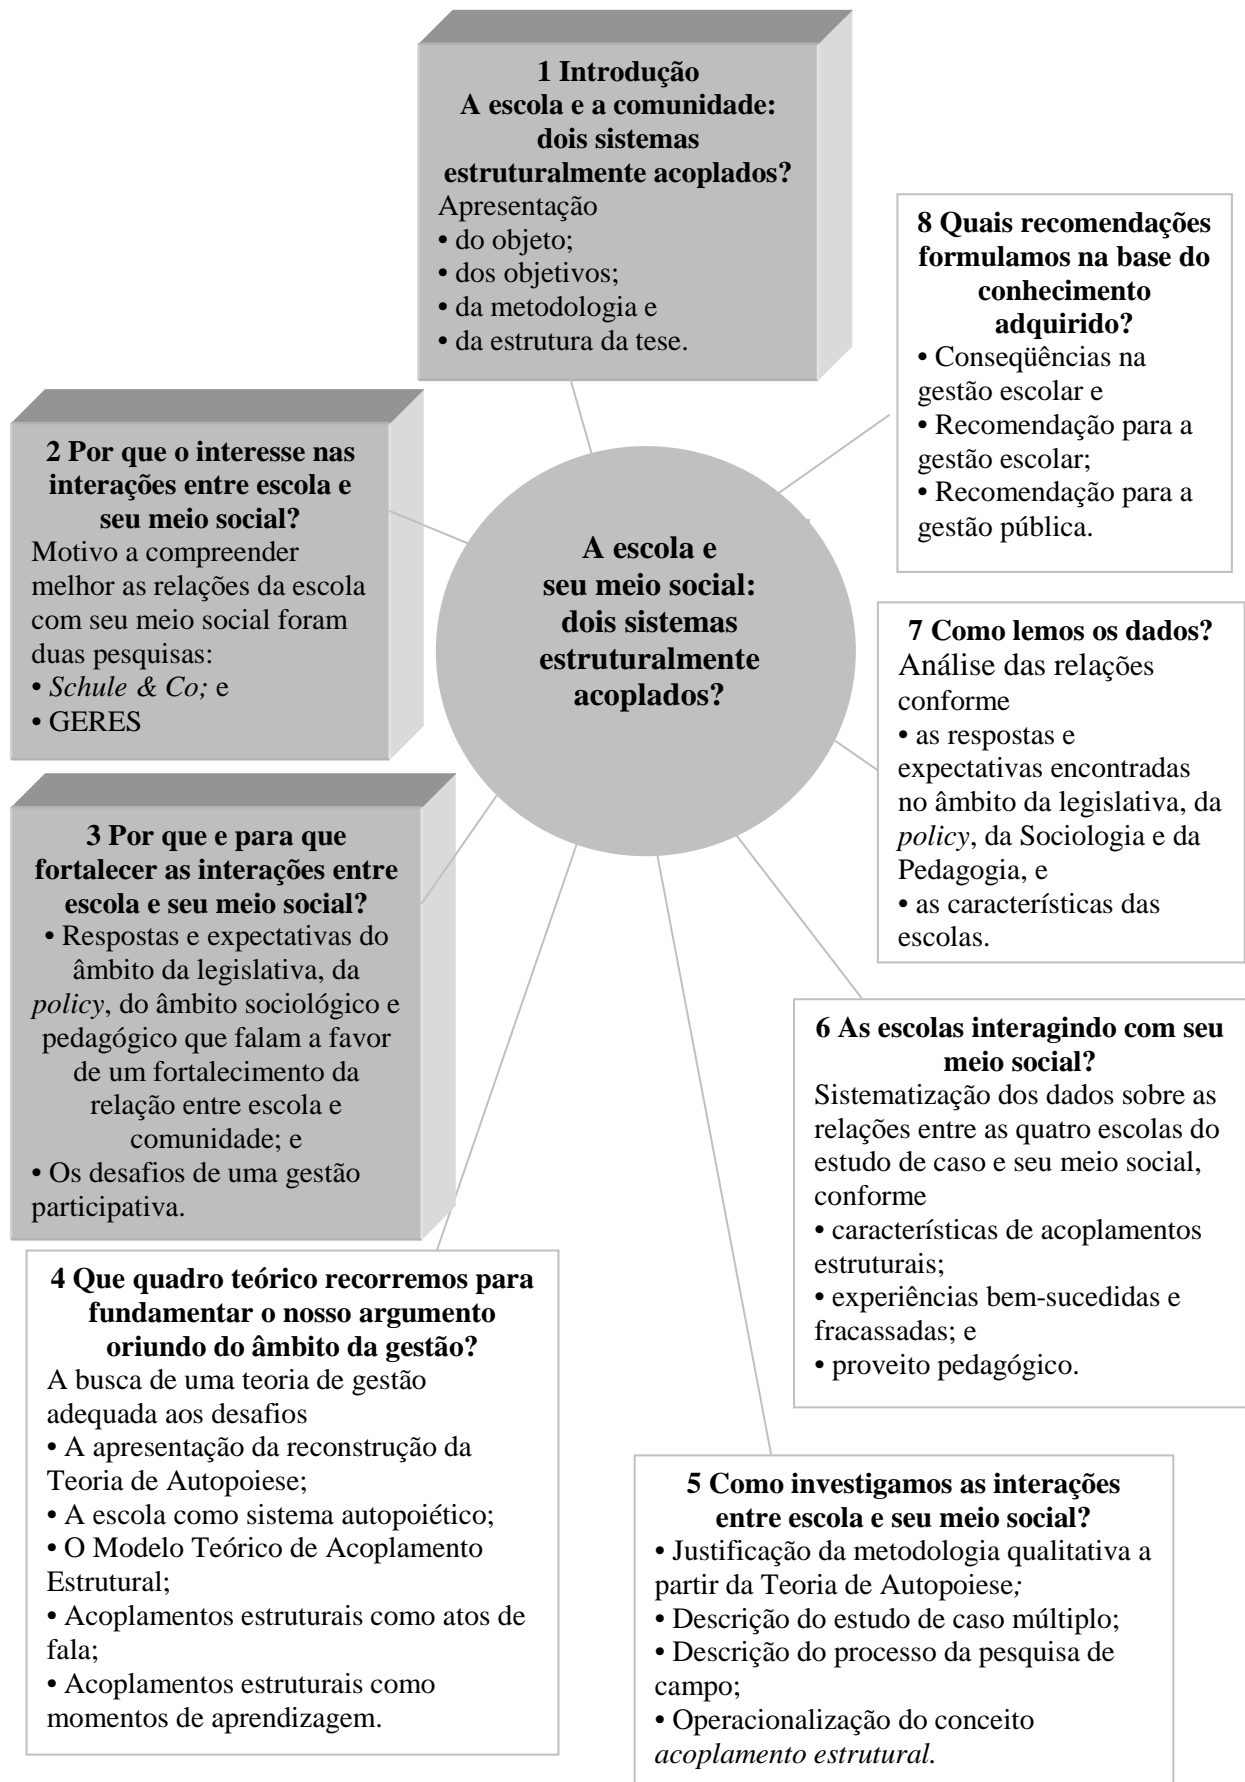 1 Introdução
A escola e a comunidade:
dois sistemas
estruturalmente acoplados?
Apresentação
• do objeto;
• dos objetivos;
• da metodologia e
• da estrutura da tese.
2 Por que o interesse nas
interações entre escola e
seu meio social?
Motivo a compreender
melhor as relações da escola
com seu meio social foram
duas pesquisas:
• Schule & Co; e
• GERES
3 Por que e para que
fortalecer as interações entre
escola e seu meio social?
• Respostas e expectativas do
âmbito da legislativa, da
policy, do âmbito sociológico e
pedagógico que falam a favor
de um fortalecimento da
relação entre escola e
comunidade; e
• Os desafios de uma gestão
participativa.
4 Que quadro teórico recorremos para
fundamentar o nosso argumento
oriundo do âmbito da gestão?
A busca de uma teoria de gestão
adequada aos desafios
• A apresentação da reconstrução da
Teoria de Autopoiese;
• A escola como sistema autopoiético;
• O Modelo Teórico de Acoplamento
Estrutural;
• Acoplamentos estruturais como atos de
fala;
• Acoplamentos estruturais como
momentos de aprendizagem.
A escola e
seu meio social:
dois sistemas
estruturalmente
acoplados?
5 Como investigamos as interações
entre escola e seu meio social?
• Justificação da metodologia qualitativa a
partir da Teoria de Autopoiese;
• Descrição do estudo de caso múltiplo;
• Descrição do processo da pesquisa de
campo;
• Operacionalização do conceito
acoplamento estrutural.
6 As escolas interagindo com seu
meio social?
Sistematização dos dados sobre as
relações entre as quatro escolas do
estudo de caso e seu meio social,
conforme
• características de acoplamentos
estruturais;
• experiências bem-sucedidas e
fracassadas; e
• proveito pedagógico.
7 Como lemos os dados?
Análise das relações
conforme
• as respostas e
expectativas encontradas
no âmbito da legislativa, da
policy, da Sociologia e da
Pedagogia, e
• as características das
escolas.
8 Quais recomendações
formulamos na base do
conhecimento
adquirido?
• Conseqüências na
gestão escolar e
• Recomendação para a
gestão escolar;
• Recomendação para a
gestão pública.